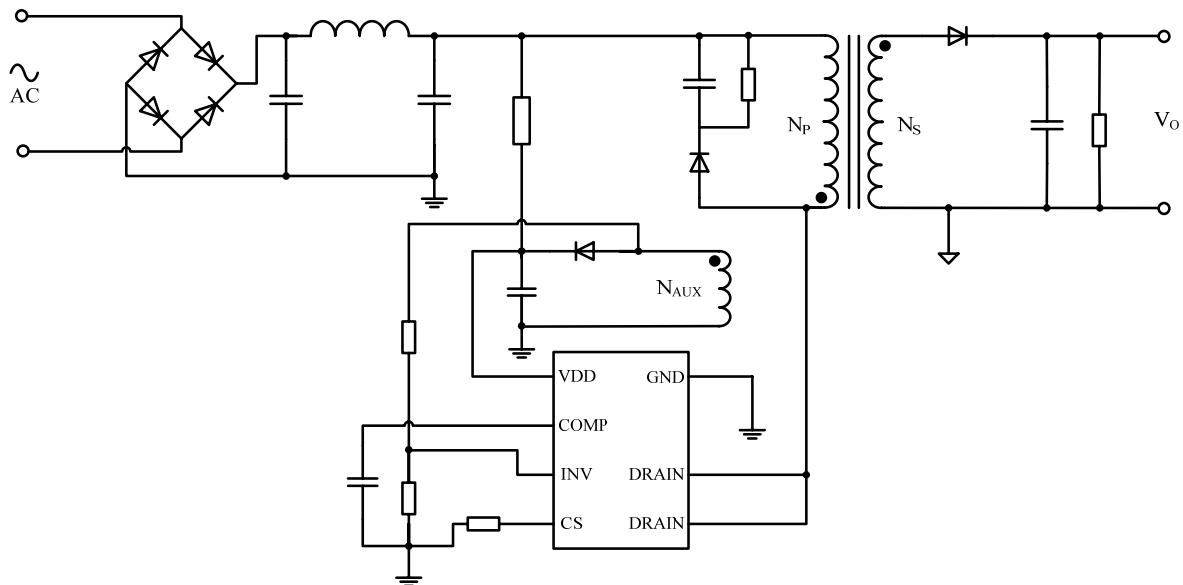 AC
N_P
N_S
V_O
N_AUX
VDD
GND
COMP
INV
DRAIN
CS
DRAIN